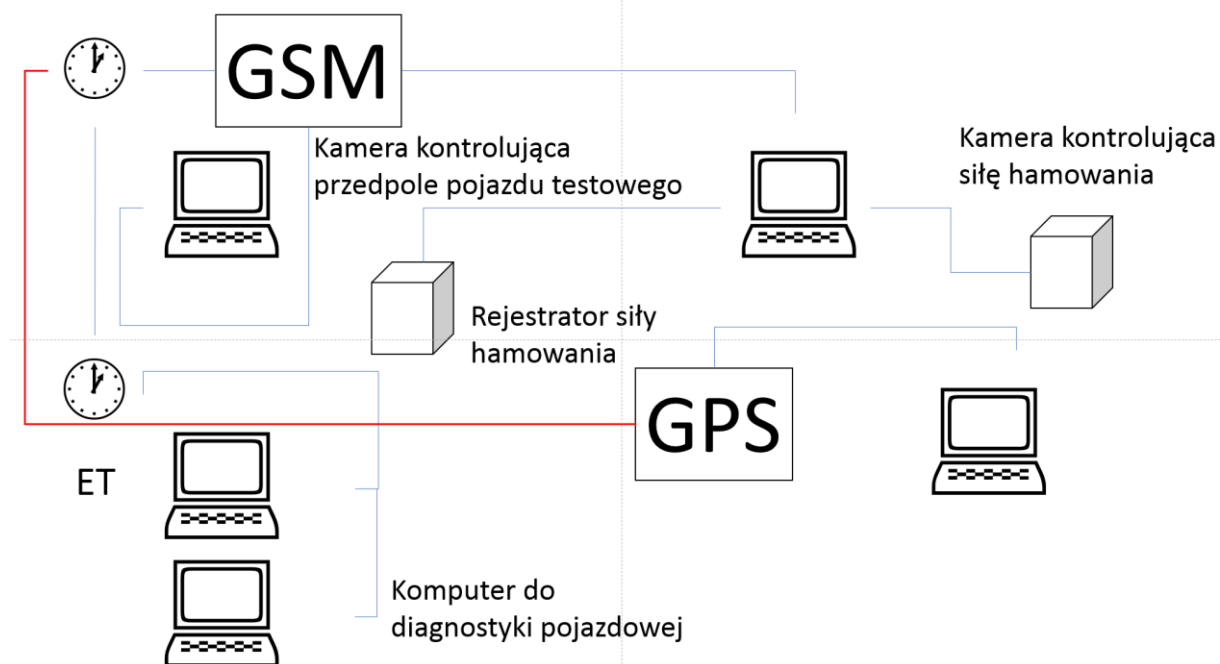 GSM
Kamera kontrolująca
przedpole pojazdu testowego
Kamera kontrolująca
siłę hamowania
Rejestrator siły
hamowania
GPS
ET
Komputer do
diagnostyki pojazdowej